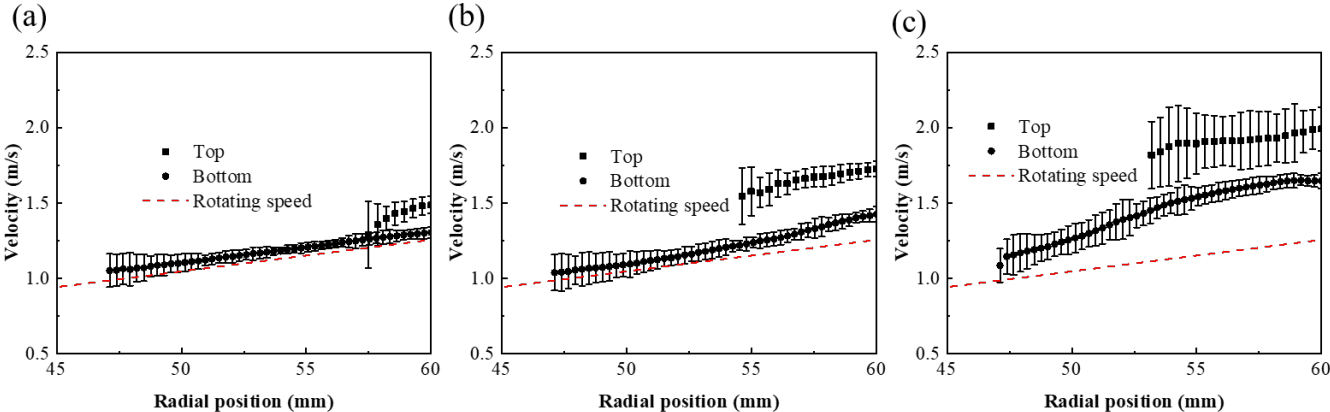 (a)
2.5
2.0
1.5
1.0
0.5
Velocity (m/s)
Top
Bottom
Rotating speed
45
50
55
60
Radial position (mm)
(b)
2.5
2.0
1.5
1.0
0.5
Velocity (m/s)
Top
Bottom
Rotating speed
45
50
55
60
Radial position (mm)
(c)
2.5
2.0
1.5
1.0
0.5
Velocity (m/s)
Top
Bottom
Rotating speed
45
50
55
60
Radial position (mm)